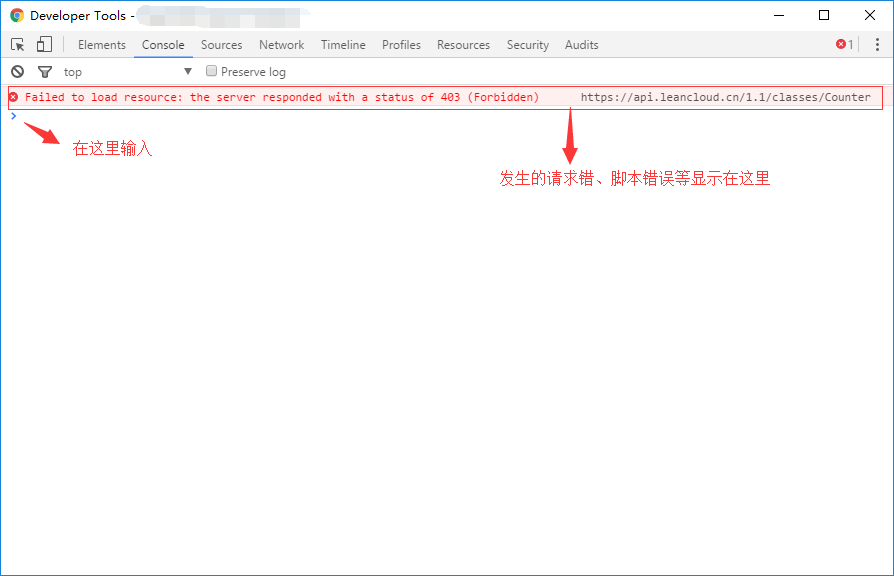 Developer Tools -
Elements Console Sources Network Timeline Profiles Resources Security Audits 1
top Preserve log
Failed to load resource: the server responded with a status of 403 (Forbidden) https://api.leancloud.cn/1.1/classes/Counter
在这里输入
发生的请求错、脚本错误等显示在这里